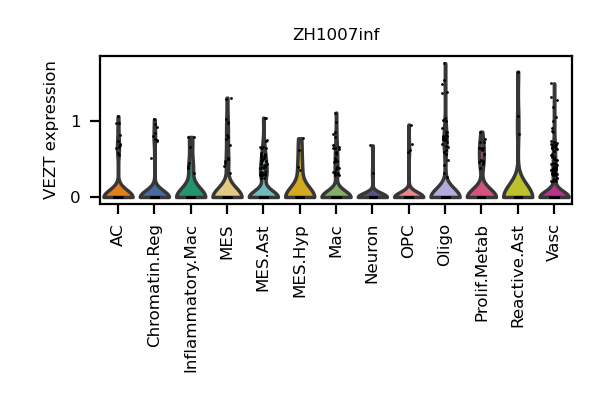 ZH1007inf
VEZT expression
1
0
AC
Chromatin.Reg
Inflammatory.Mac
MES
MES.Ast
MES.Hyp
Mac
Neuron
OPC
Oligo
Prolif.Metab
Reactive.Ast
Vasc